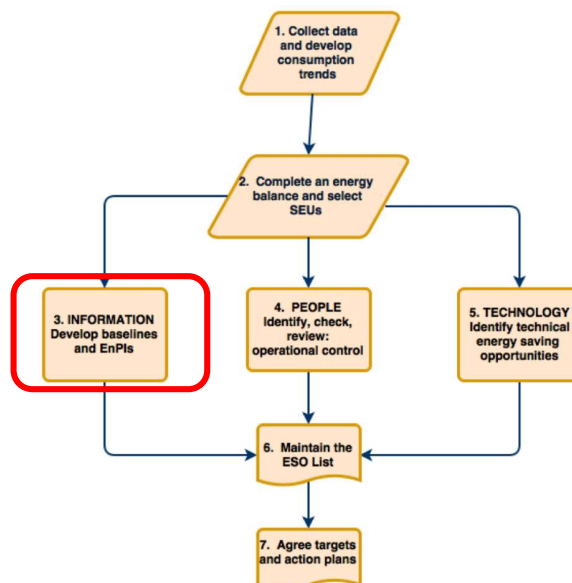 1. Collect data
and develop
consumption
trends
2. Complete an energy
balance and select
SEUs
3. INFORMATION
Develop baselines
and EnPIs
4. PEOPLE
Identify, check,
review:
operational control
5. TECHNOLOGY
Identify technical
energy saving
opportunities
6. Maintain the
ESO List
7. Agree targets
and action plans